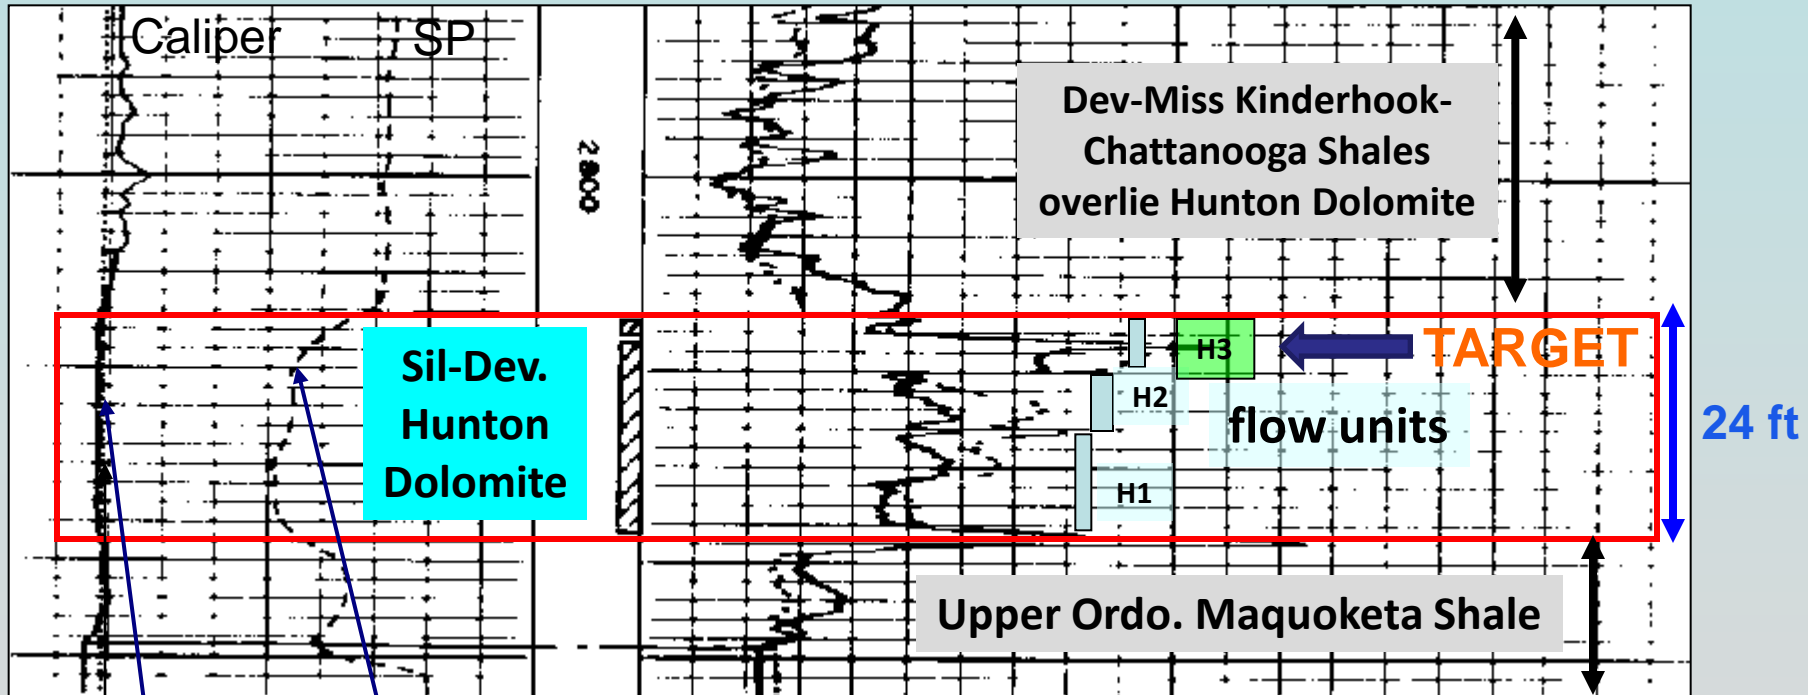 Caliper
SP
2800
Dev-Miss Kinderhook-
Chattanooga Shales
overlie Hunton Dolomite
Sil-Dev.
Hunton
Dolomite
H3
TARGET
H2
flow units
H1
24 ft
Upper Ordo. Maquoketa Shale